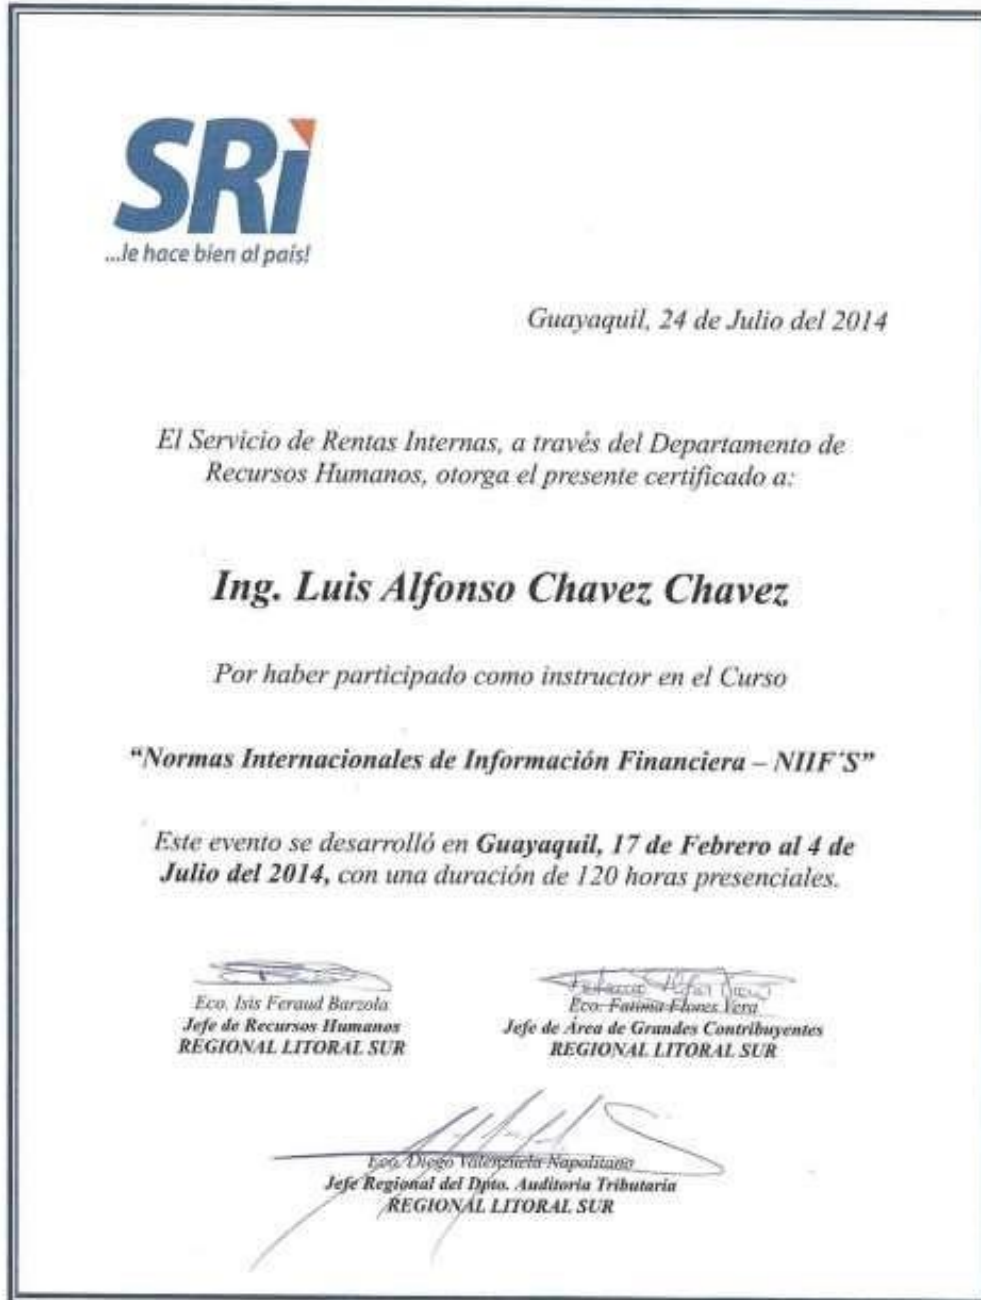 SRi
...le hace bien al país!
Guayaquil, 24 de Julio del 2014
El Servicio de Rentas Internas, a través del Departamento de
Recursos Humanos, otorga el presente certificado a:
Ing. Luis Alfonso Chavez Chavez
Por haber participado como instructor en el Curso
“Normas Internacionales de Información Financiera – NIIF´S”
Este evento se desarrolló en Guayaquil, 17 de Febrero al 4 de
Julio del 2014, con una duración de 120 horas presenciales.
Eco. Isis Feraud Barzola
Jefe de Recursos Humanos
REGIONAL LITORAL SUR
Eco. Fatima Flores Vera
Jefe de Área de Grandes Contribuyentes
REGIONAL LITORAL SUR
Eco. Diego Valenzuela Napolitano
Jefe Regional del Dpto. Auditoria Tributaria
REGIONAL LITORAL SUR